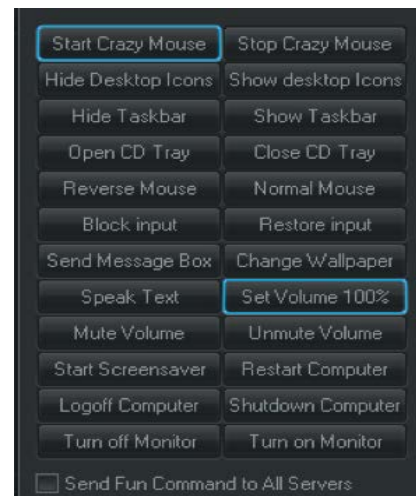 Start Crazy Mouse Stop Crazy Mouse
Hide Desktop Icons Show desktop Icons
Hide Taskbar Show Taskbar
Open CD Tray Close CD Tray
Reverse Mouse Normal Mouse
Block input Restore input
Send Message Box Change Wallpaper
Speak Text Set Volume 100%
Mute Volume Unmute Volume
Start Screensaver Restart Computer
Logoff Computer Shutdown Computer
Turn off Monitor Turn on Monitor
Send Fun Command to All Servers